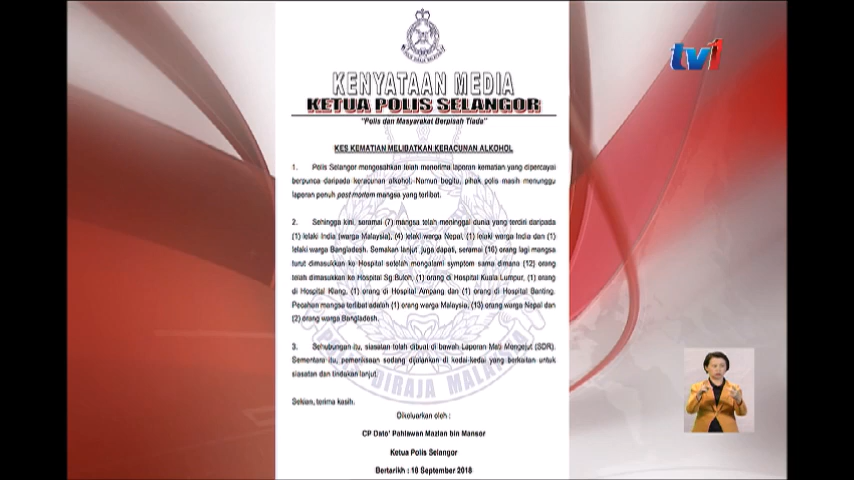 tv1
KENYATAAN MEDIA
KETUA POLIS SELANGOR
"Polis dan Masyarakat Berpisah Tiada"
KES KEMATIAN MELIBATKAN KERACUNAN ALKOHOL
1. Polis Selangor mengesahkan telah menerima laporan kematian yang dipercayai
berpunca daripada keracunan alkohol. Namun begitu, pihak polis masih menunggu
laporan penuh post mortem mangsa yang terlibat.
2. Sehingga kini, seramai (7) mangsa telah meninggal dunia yang terdiri daripada
(1) lelaki India (warga Malaysia), (4) lelaki warga Nepal, (1) lelaki warga India dan (1)
lelaki warga Bangladesh. Semakan lanjut juga dapati, seramai (16) orang lagi mangsa
turut dimasukkan ke Hospital setelah mengalami symptom sama dimana (12) orang
telah dimasukkan ke Hospital Sg.Buloh, (1) orang di Hospital Kuala Lumpur, (1) orang
di Hospital Klang, (1) orang di Hospital Ampang dan (1) orang di Hospital Banting.
Pecahan mangsa terlibat adalah (1) orang warga Malaysia, (13) orang warga Nepal dan
(2) orang warga Bangladesh.
3. Sehubungan itu, siasatan telah dibuat di bawah Laporan Mati Mengejut (SDR).
Sementara itu, pemeriksaan sedang dijalankan di kedai-kedai yang berkaitan untuk
siasatan dan tindakan lanjut.
DIRAJA MALAYSIA
Sekian, terima kasih.
Dikeluarkan oleh :
CP Dato' Pahlawan Mazlan bin Mansor
Ketua Polis Selangor
Bertarikh : 18 September 2018